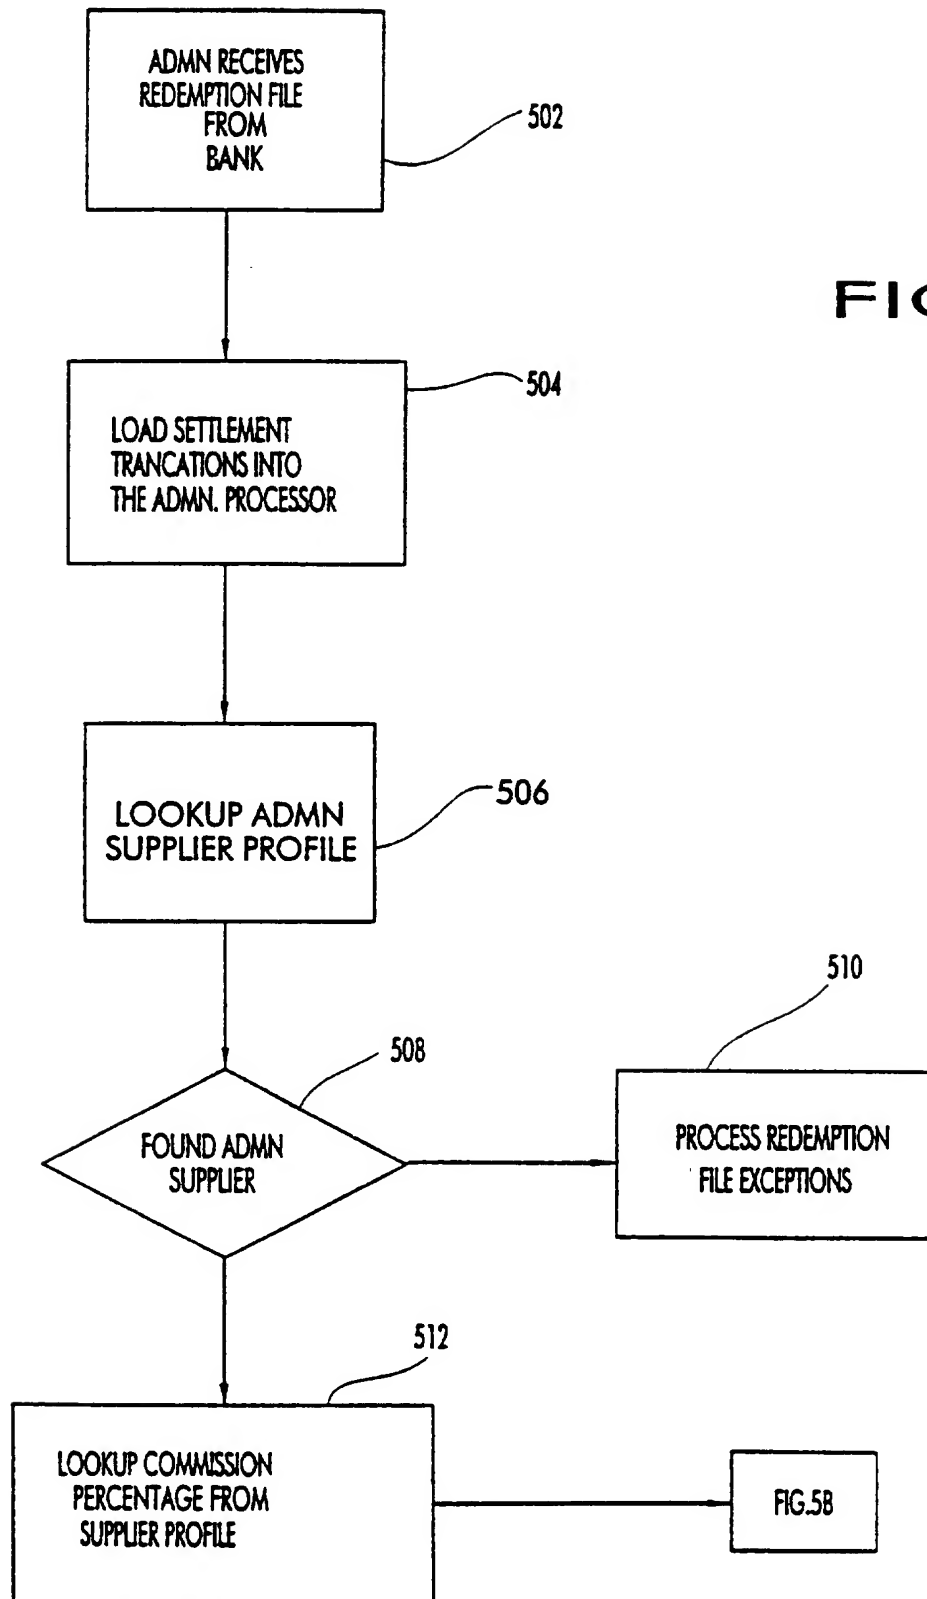 ADMN RECEIVES
REDEMPTION FILE
FROM
BANK
502
FIG
504
LOAD SETTLEMENT
TRANCATIONS INTO
THE ADMN. PROCESSOR
506
LOOKUP ADMN
SUPPLIER PROFILE
510
508
FOUND ADMN
SUPPLIER
PROCESS REDEMPTION
FILE EXCEPTIONS
512
LOOKUP COMMISSION
PERCENTAGE FROM
SUPPLIER PROFILE
FIG.5B